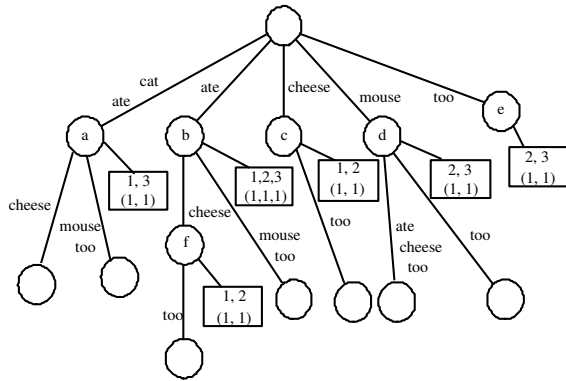 cat
ate
ate
cheese
mouse
too
a
b
c
d
e
1, 3
(1, 1)
1,2,3
(1,1,1)
1, 2
(1, 1)
2, 3
(1, 1)
2, 3
(1, 1)
cheese
mouse
too
cheese
mouse
too
too
ate
cheese
too
too
f
1, 2
(1, 1)
too